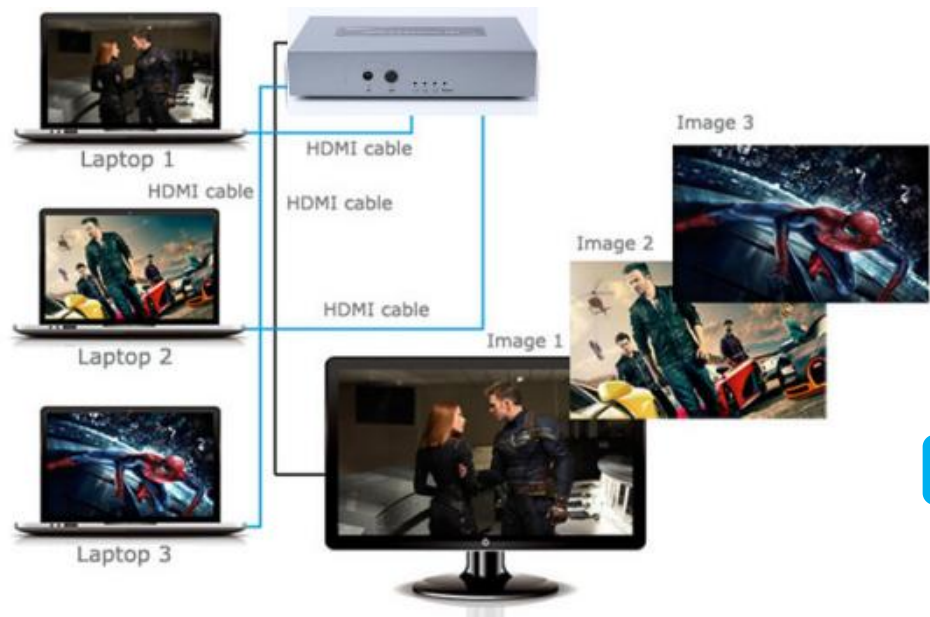 Laptop 1
HDMI cable
HDMI cable
HDMI cable
Image 3
Image 2
HDMI cable
Image 1
Laptop 2
Laptop 3